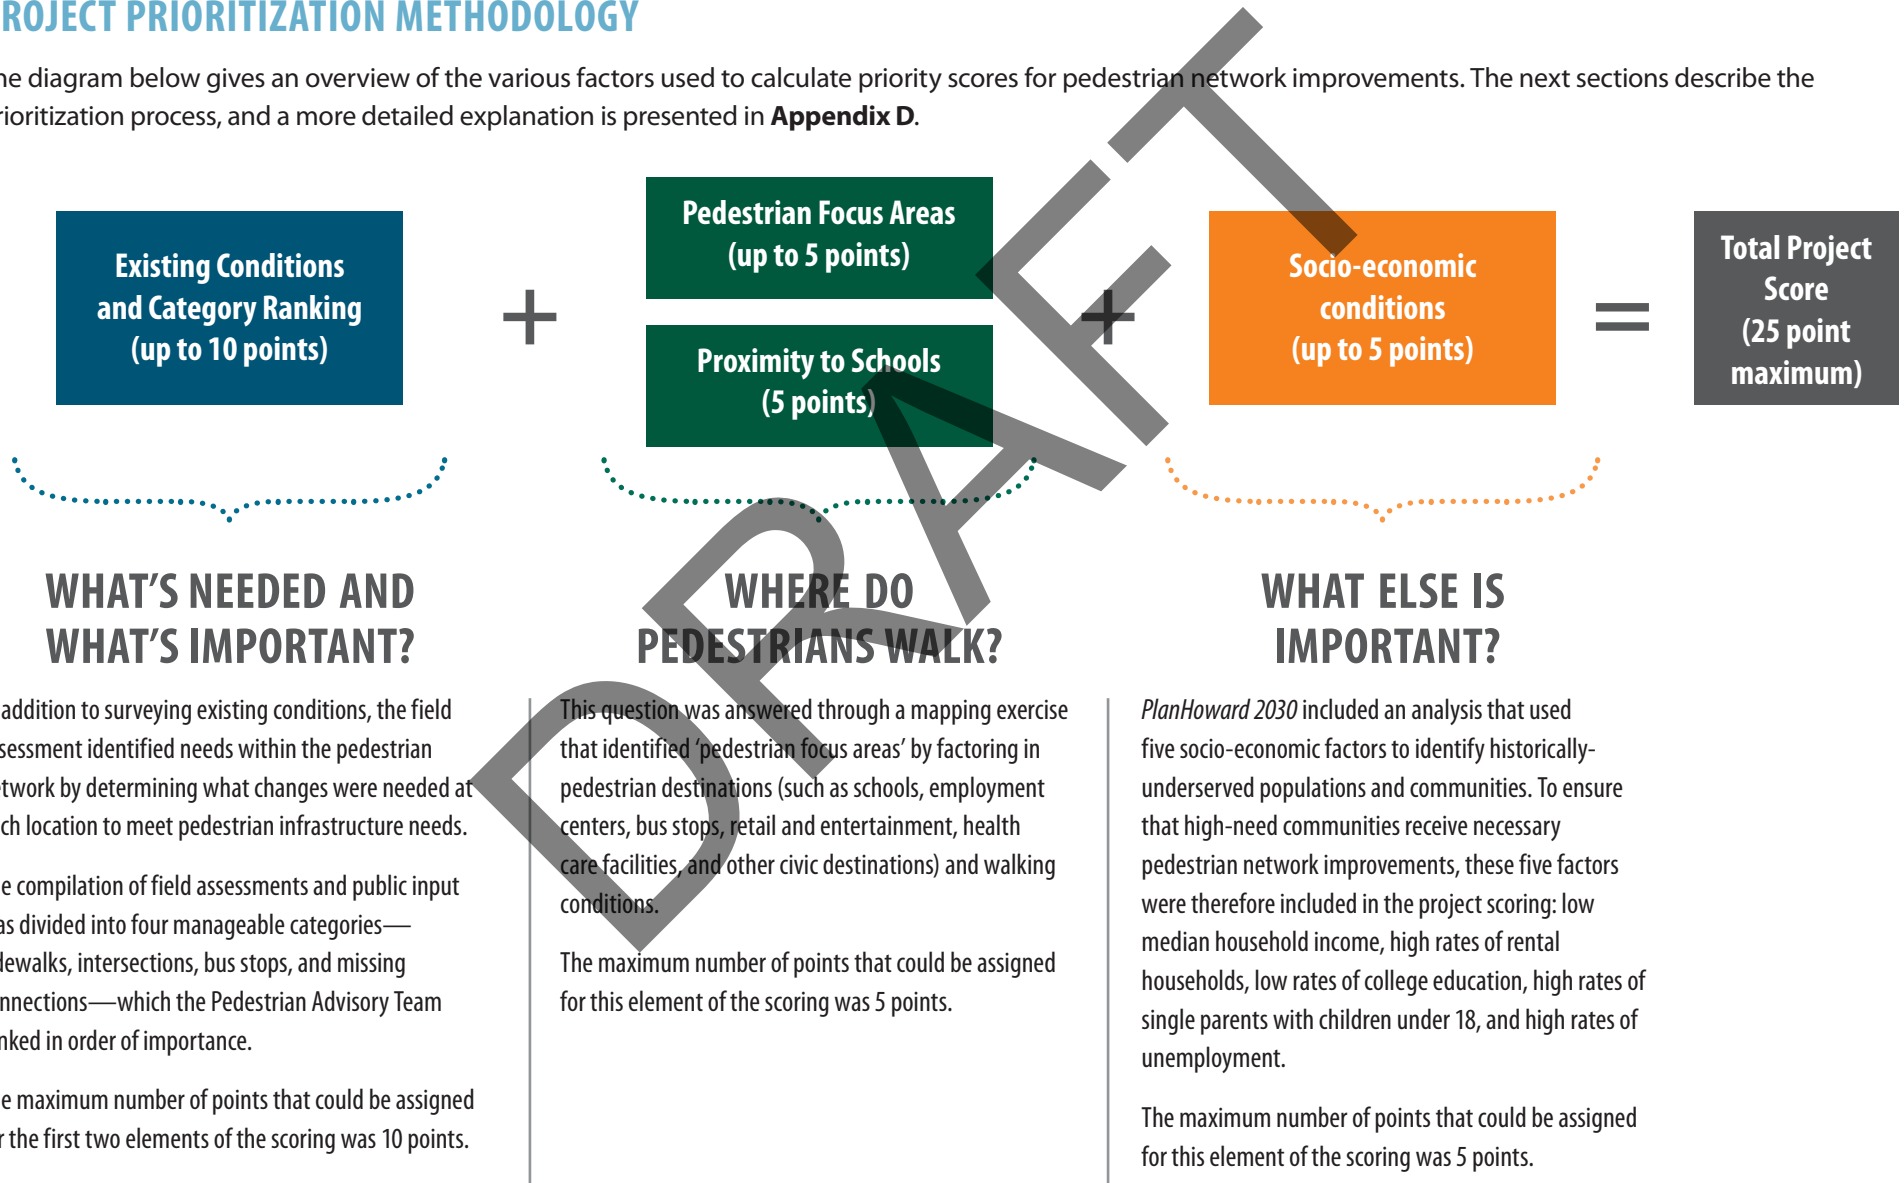 ROJECT PRIORITIZATION METHODOLOGY
he diagram below gives an overview of the various factors used to calculate priority scores for pedestrian network improvements. The next sections describe the
rioritization process, and a more detailed explanation is presented in Appendix D.
Existing Conditions
and Category Ranking
(up to 10 points)
+
Pedestrian Focus Areas
(up to 5 points)
Proximity to Schools
(5 points)
+
Socio-economic
conditions
(up to 5 points)
=
Total Project
Score
(25 point
maximum)
WHAT'S NEEDED AND
WHAT'S IMPORTANT?
addition to surveying existing conditions, the field
sessment identified needs within the pedestrian
etwork by determining what changes were needed at
ch location to meet pedestrian infrastructure needs.
e compilation of field assessments and public input
as divided into four manageable categories—
dewalks, intersections, bus stops, and missing
nnections—which the Pedestrian Advisory Team
nked in order of importance.
e maximum number of points that could be assigned
r the first two elements of the scoring was 10 points.
WHERE DO
PEDESTRIANS WALK?
This question was answered through a mapping exercise
that identified 'pedestrian focus areas' by factoring in
pedestrian destinations (such as schools, employment
centers, bus stops, retail and entertainment, health
care facilities, and other civic destinations) and walking
conditions.
The maximum number of points that could be assigned
for this element of the scoring was 5 points.
WHAT ELSE IS
IMPORTANT?
PlanHoward 2030 included an analysis that used
five socio-economic factors to identify historically-
underserved populations and communities. To ensure
that high-need communities receive necessary
pedestrian network improvements, these five factors
were therefore included in the project scoring: low
median household income, high rates of rental
households, low rates of college education, high rates of
single parents with children under 18, and high rates of
unemployment.
The maximum number of points that could be assigned
for this element of the scoring was 5 points.
DRAFT